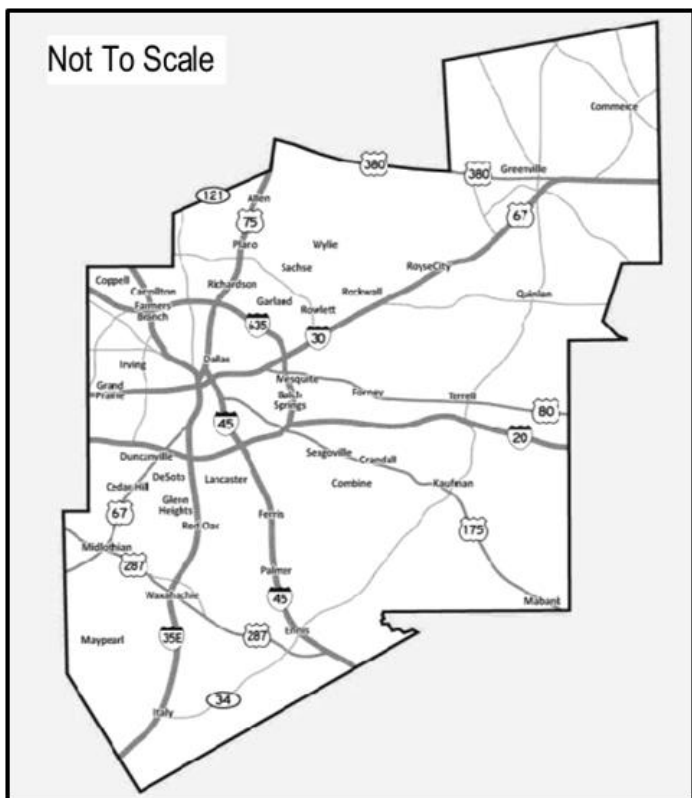 Not To Scale
Commerce
380
Greenville
380
121
Allen
67
75
Plano
Wylie
Sachse
RoyseCity
Coppell
Richardson
Carrollton
Rockwall
Quinlan
Farmers
Branch
Garland
Rowlett
635
30
Irving
Dallas
Mesquite
Grand
Prairie
Forney
Terrell
Balch
Springs
80
45
20
Duncanville
Seagoville
Crandall
DeSoto
Lancaster
Combine
Kaufman
Cedar Hill
Glenn
Heights
67
Ferris
Red Oak
175
Midlothian
287
Palmer
Waxahachie
45
Mabank
Maypearl
35E
287
Ennis
34
Italy